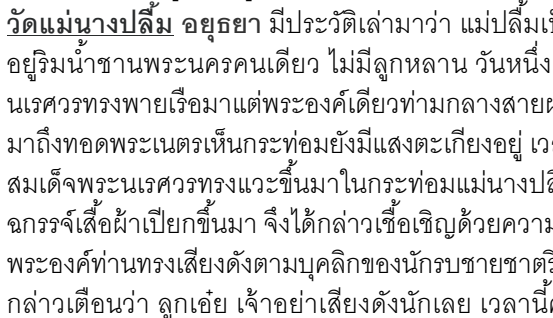 วัดแม่นางปลื้ม อยุธยา มีประวัติเล่ามาว่า แม่ปลื้ม
อยู่ริมน้ำชานพระนครคนเดียว ไม่มีลูกหลาน วันหนึ่ง
นเรศวรทรงพายเรือมาแต่พระองค์เดียวท่ามกลางสาย
มาถึงทอดพระเนตรเห็นกระท่อมยังมีแสงตะเกียงอยู่
สมเด็จพระนเรศวรทรงแวะขึ้นมาในกระท่อมแม่นาง
ฉกรรจ์เสื้อผ้าเปียกขึ้นมา จึงได้กล่าวเชื้อเชิญด้วย
พระองค์ท่านทรงเสียงดังตามบุคลิกของนักรบชาย
กล่าวเตือนว่า ลูกเอ๋ย เจ้าอย่าเสียงดังนักเลย เวลานี้